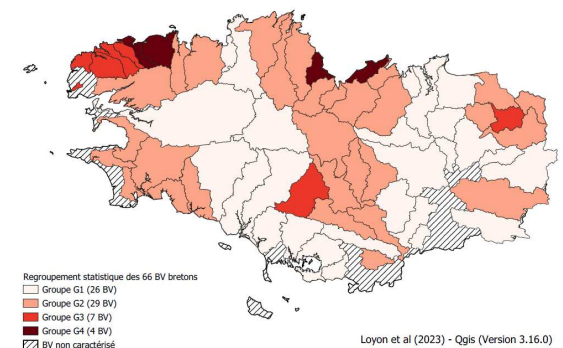 Regroupement statistique des 66 BV bretons
Groupe G1 (26 BV)
Groupe G2 (29 BV)
Groupe G3 (7 BV)
Groupe G4 (4 BV)
BV non caractérisé
Loyon et al (2023) - Qgis (Version 3.16.0)